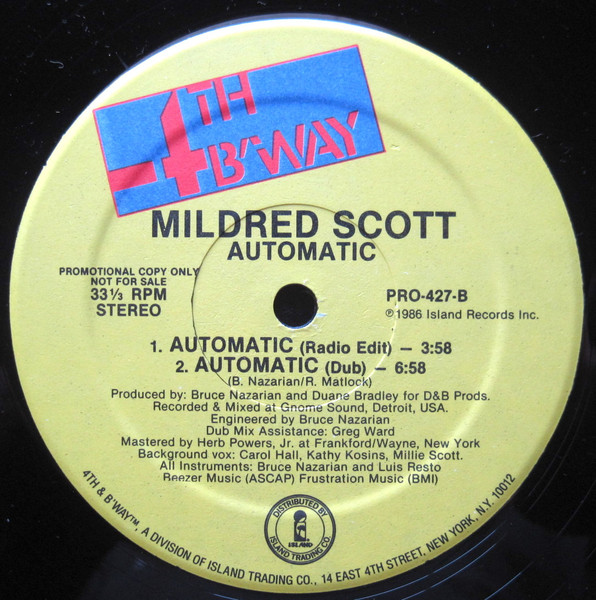 4TH
B'WAY
MILDRED SCOTT
AUTOMATIC
PROMOTIONAL COPY ONLY
NOT FOR SALE
33⅓ RPM
STEREO
PRO-427-B
℗1986 Island Records Inc.
1. AUTOMATIC (Radio Edit) – 3:58
2. AUTOMATIC (Dub) – 6:58
(B. Nazarian/R. Matlock)
Produced by: Bruce Nazarian and Duane Bradley for D&B Prods.
Recorded & Mixed at Gnome Sound, Detroit, USA.
Engineered by Bruce Nazarian
Dub Mix Assistance: Greg Ward
Mastered by Herb Powers, Jr. at Frankford/Wayne, New York
Background vox: Carol Hall, Kathy Kosins, Millie Scott.
All Instruments: Bruce Nazarian and Luis Resto
Reezer Music (ASCAP) Frustration Music (BMI)
DISTRIBUTED BY
ISLAND
ISLAND TRADING CO.
4TH & B'WAY™, A DIVISION OF ISLAND TRADING CO., 14 EAST 4TH STREET, NEW YORK, N.Y. 10012